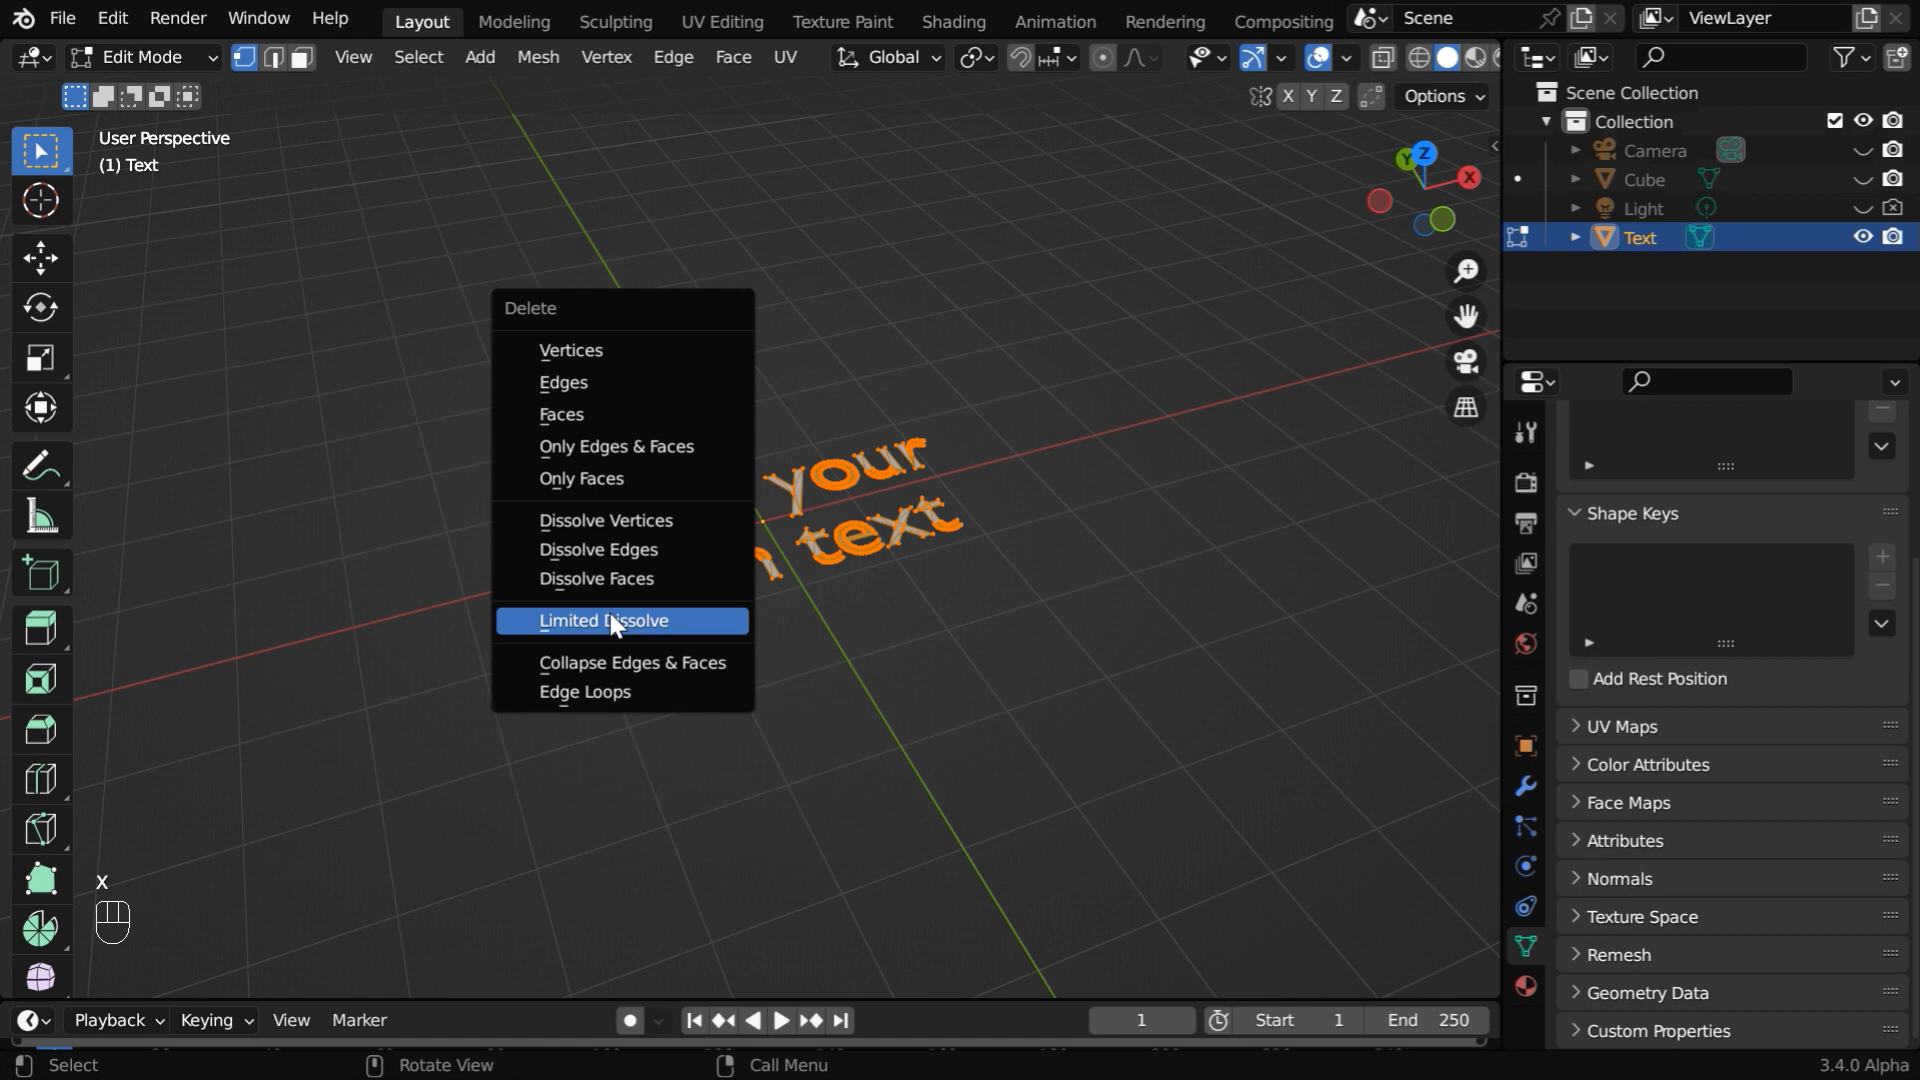 File Edit Render Window Help Layout Modeling Sculpting UV Editing Texture Paint Shading Animation Rendering Compositing Scene ViewLayer
Edit Mode View Select Add Mesh Vertex Edge Face UV Global
X Y Z Options
User Perspective
(1) Text
Z
Y
X
Scene Collection
Collection
Camera
Cube
Light
Text
Delete
Vertices
Edges
Faces
Only Edges & Faces
Only Faces
Dissolve Vertices
Dissolve Edges
Dissolve Faces
Limited Dissolve
Collapse Edges & Faces
Edge Loops
your
text
Shape Keys
Add Rest Position
UV Maps
Color Attributes
Face Maps
Attributes
Normals
Texture Space
Remesh
Geometry Data
Custom Properties
X
Playback Keying View Marker 1 Start 1 End 250
Select Rotate View Call Menu 3.4.0 Alpha